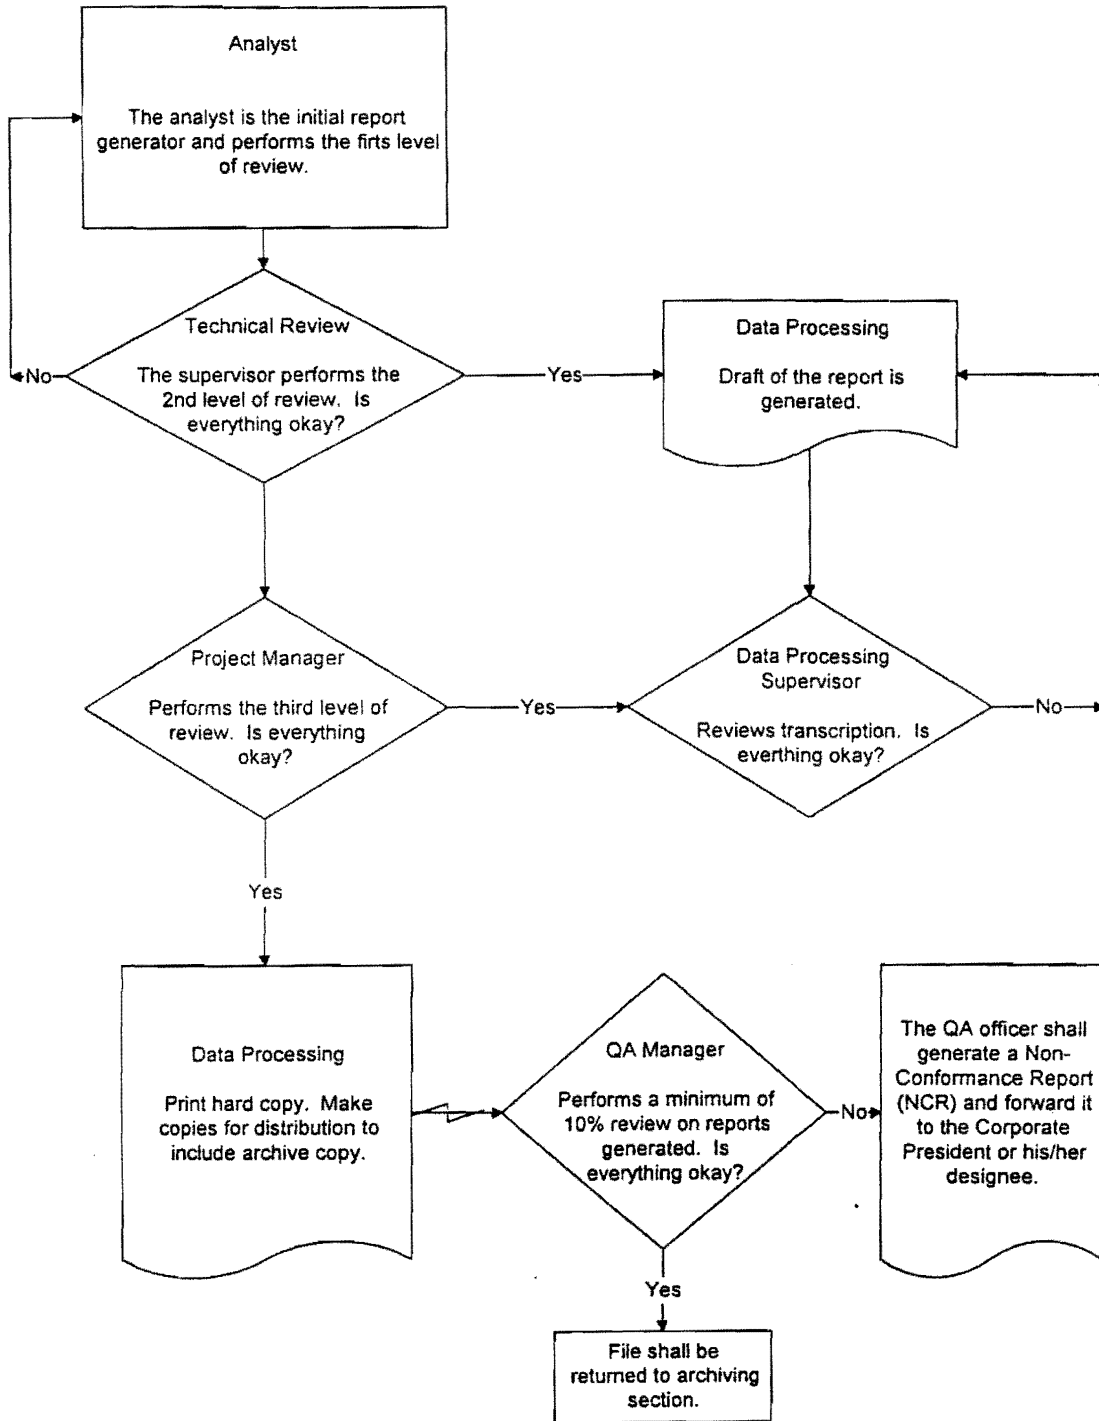 Analyst
The analyst is the initial report
generator and performs the firts level
of review.
Technical Review
The supervisor performs the
2nd level of review. Is
everything okay?
No
Yes
Data Processing
Draft of the report is
generated.
Project Manager
Performs the third level of
review. Is everything
okay?
Yes
Data Processing
Supervisor
Reviews transcription. Is
everthing okay?
No
Yes
Data Processing
Print hard copy. Make
copies for distribution to
include archive copy.
QA Manager
Performs a minimum of
10% review on reports
generated. Is
everything okay?
No
The QA officer shall
generate a Non-
Conformance Report
(NCR) and forward it
to the Corporate
President or his/her
designee.
Yes
File shall be
returned to archiving
section.